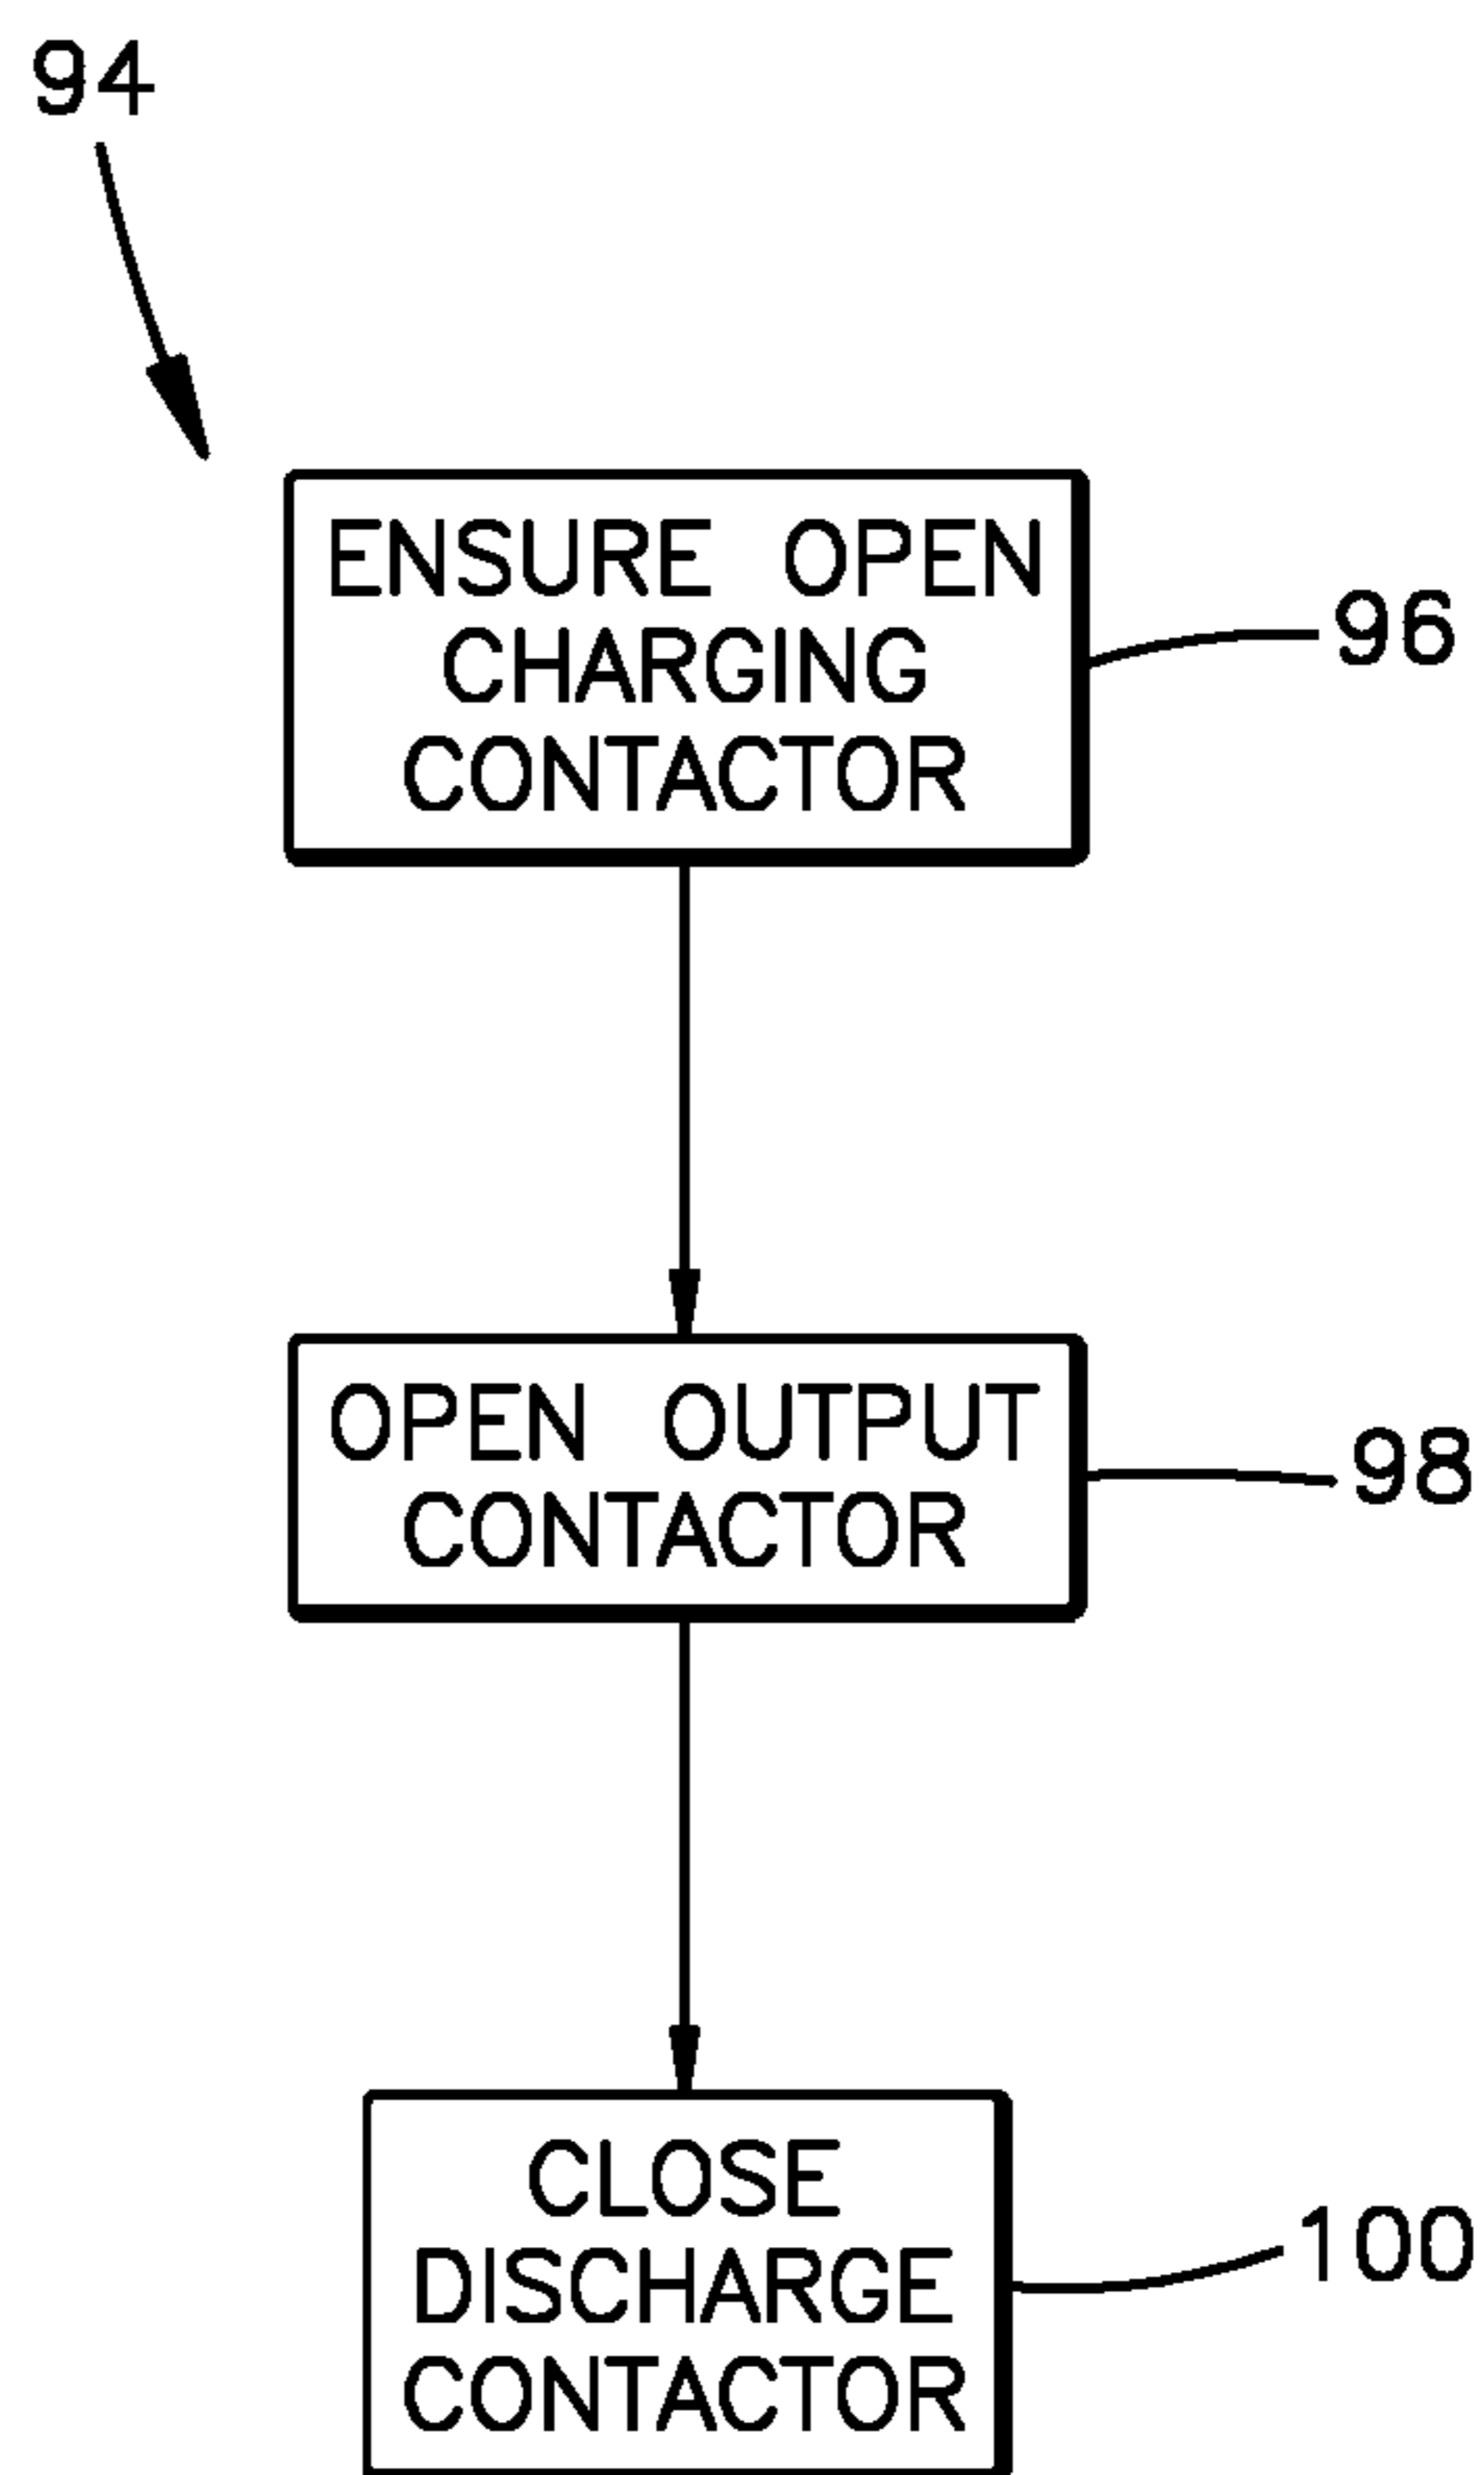 94
ENSURE OPEN
CHARGING
CONTACTOR
96
OPEN OUTPUT
CONTACTOR
98
CLOSE
DISCHARGE
CONTACTOR
100